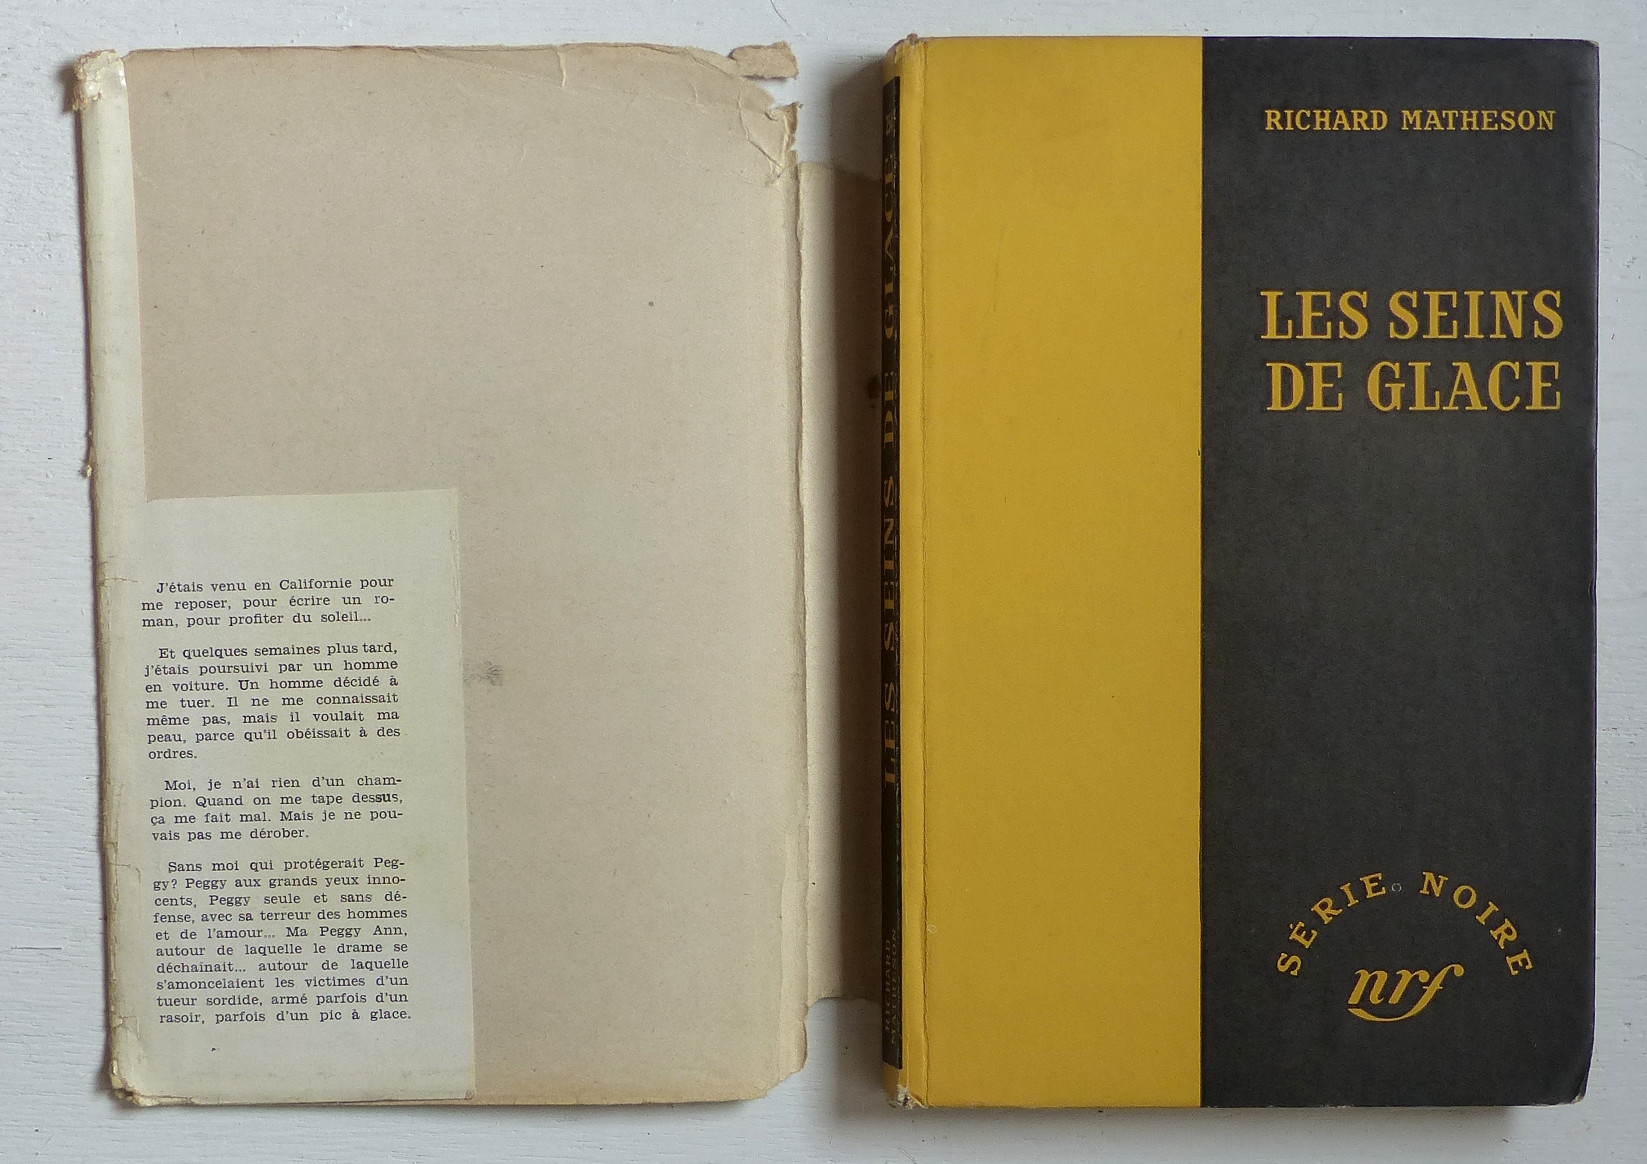 J'étais venu en Californie pour
me reposer, pour écrire un ro-
man, pour profiter du soleil...
Et quelques semaines plus tard,
j'étais poursuivi par un homme
en voiture. Un homme décidé à
me tuer. Il ne me connaissait
même pas, mais il voulait ma
peau, parce qu'il obéissait à des
ordres.
Moi, je n'ai rien d'un cham-
pion. Quand on me tape dessus,
ça me fait mal. Mais je ne pou-
vais pas me dérober.
Sans moi qui protégerait Peg-
gy? Peggy aux grands yeux inno-
cents, Peggy seule et sans dé-
fense, avec sa terreur des hommes
et de l'amour... Ma Peggy Ann,
autour de laquelle le drame se
déchaînait... autour de laquelle
s'amoncelaient les victimes d'un
tueur sordide, armé parfois d'un
rasoir, parfois d'un pic à glace.
LES SEINS DE GLACE
RICHARD
MATHESON
RICHARD MATHESON
LES SEINS
DE GLACE
SÉRIE NOIRE
nrf